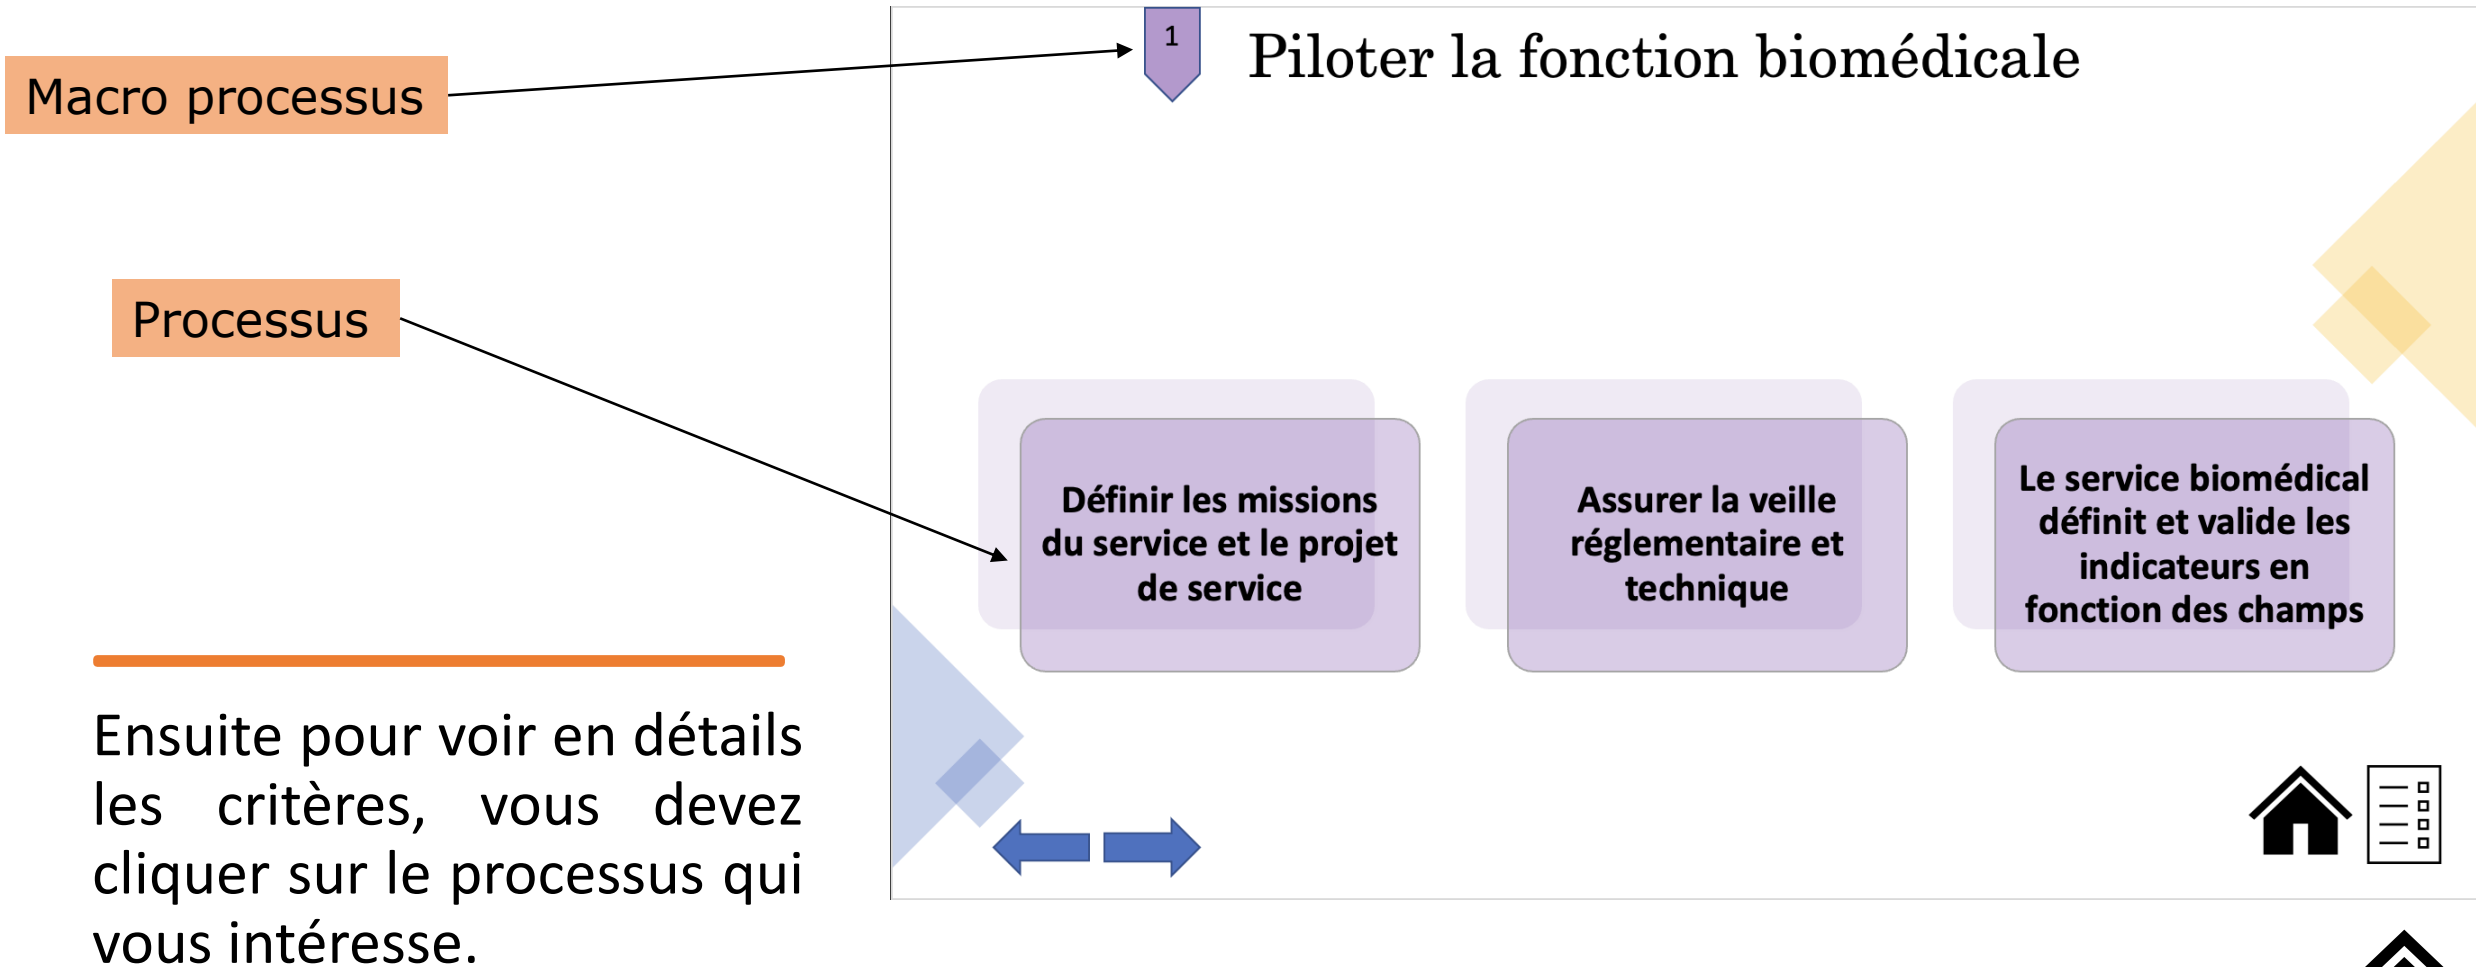 Macro processus
1
Piloter la fonction biomédicale
Processus
Définir les missions
du service et le projet
de service
Assurer la veille
réglementaire et
technique
Le service biomédical
définit et valide les
indicateurs en
fonction des champs
Ensuite pour voir en détails
les critères, vous devez
cliquer sur le processus qui
vous intéresse.